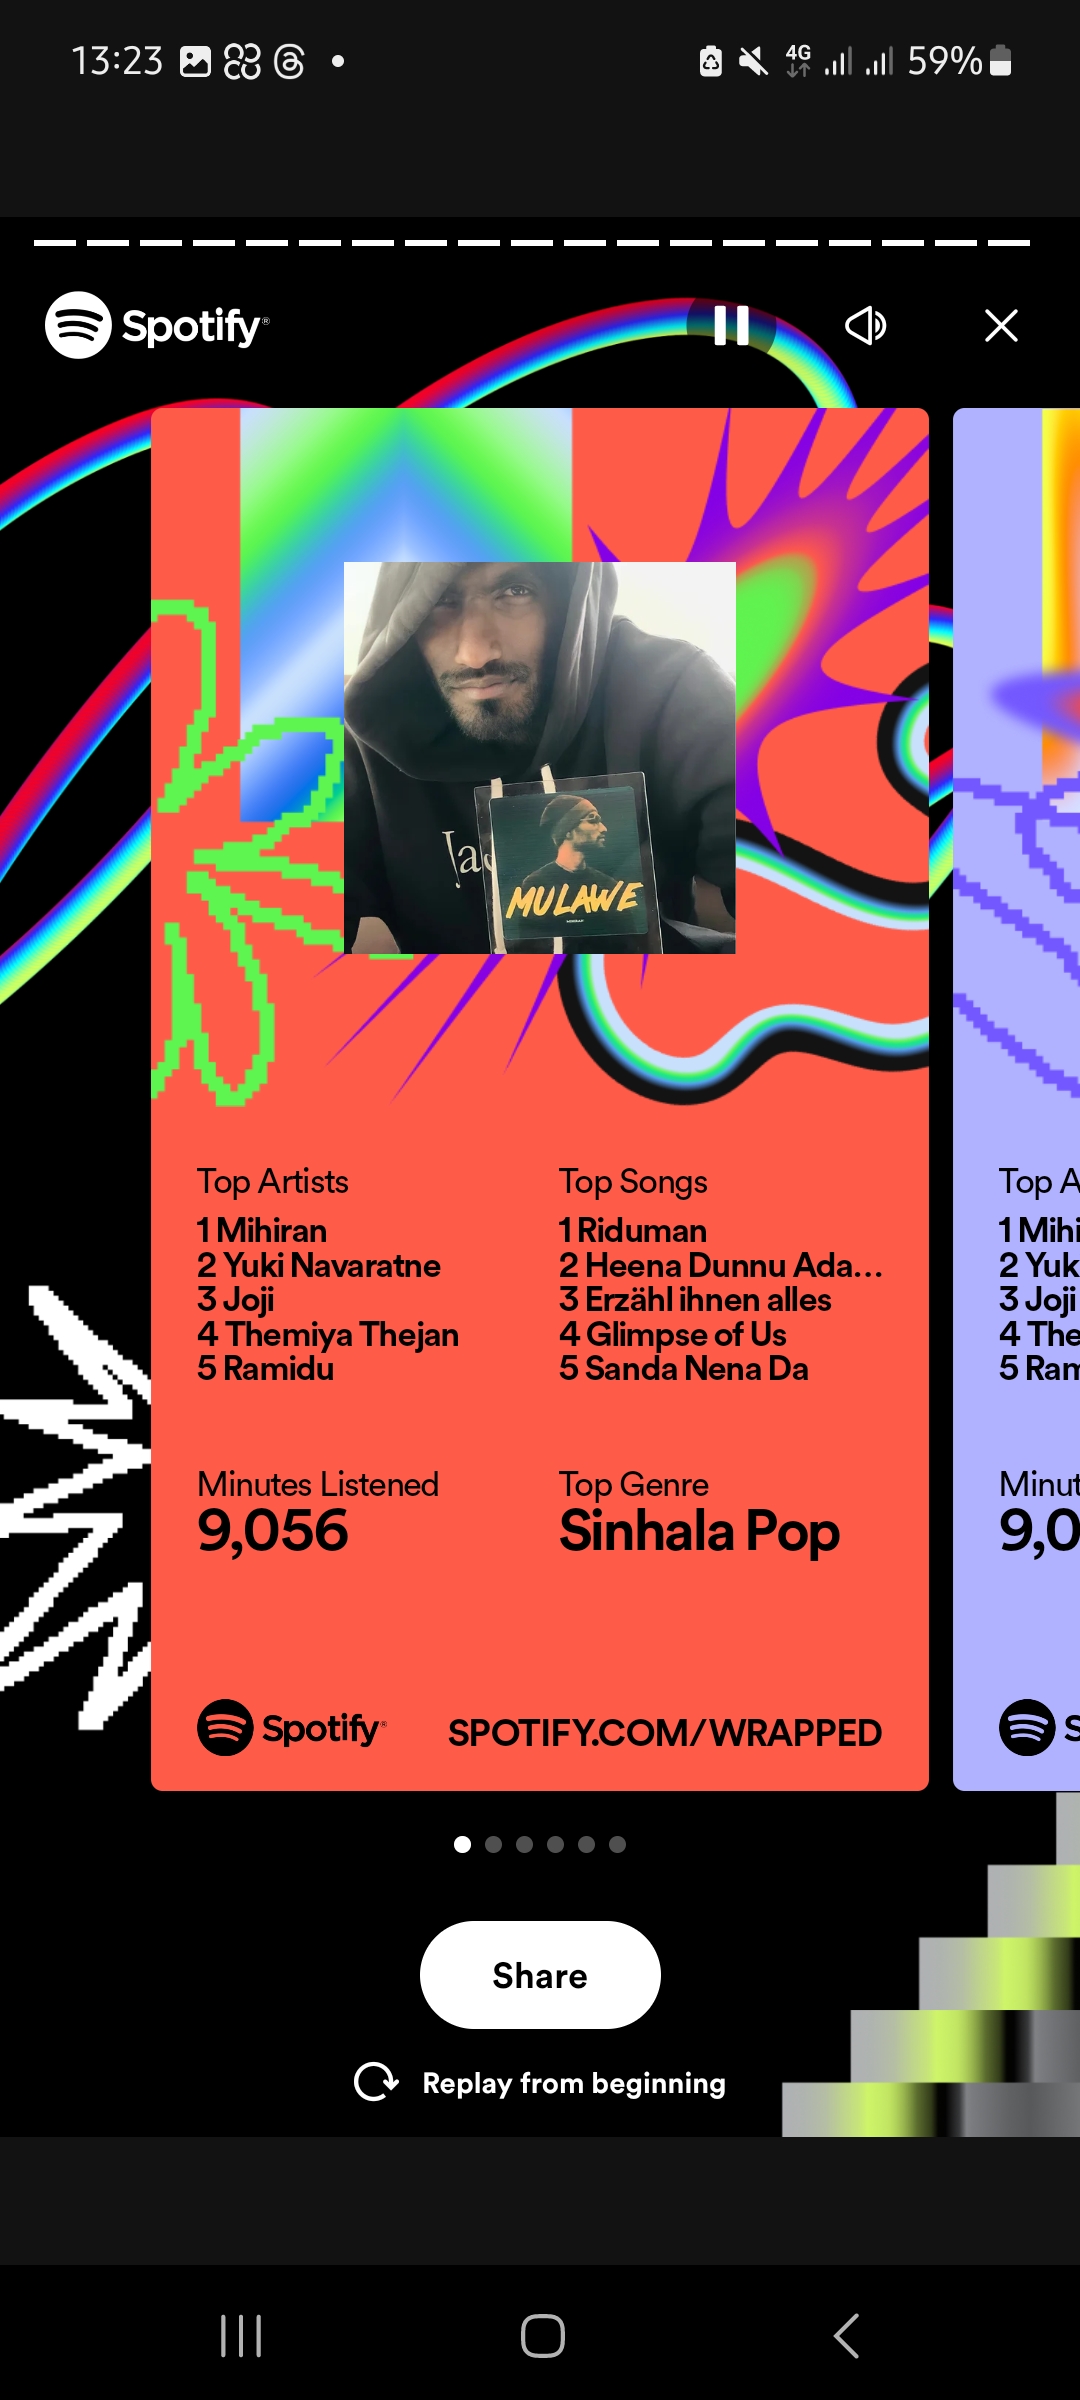 13:23
4G
59%
Spotify®
MULAWE
Top Artists
1 Mihiran
2 Yuki Navaratne
3 Joji
4 Themiya Thejan
5 Ramidu
Top Songs
1 Riduman
2 Heena Dunnu Ada...
3 Erzähl ihnen alles
4 Glimpse of Us
5 Sanda Nena Da
Minutes Listened
9,056
Top Genre
Sinhala Pop
Spotify®
SPOTIFY.COM/WRAPPED
Top A
1 Mihi
2 Yuk
3 Joji
4 The
5 Ram
Minut
9,0
S
Share
Replay from beginning